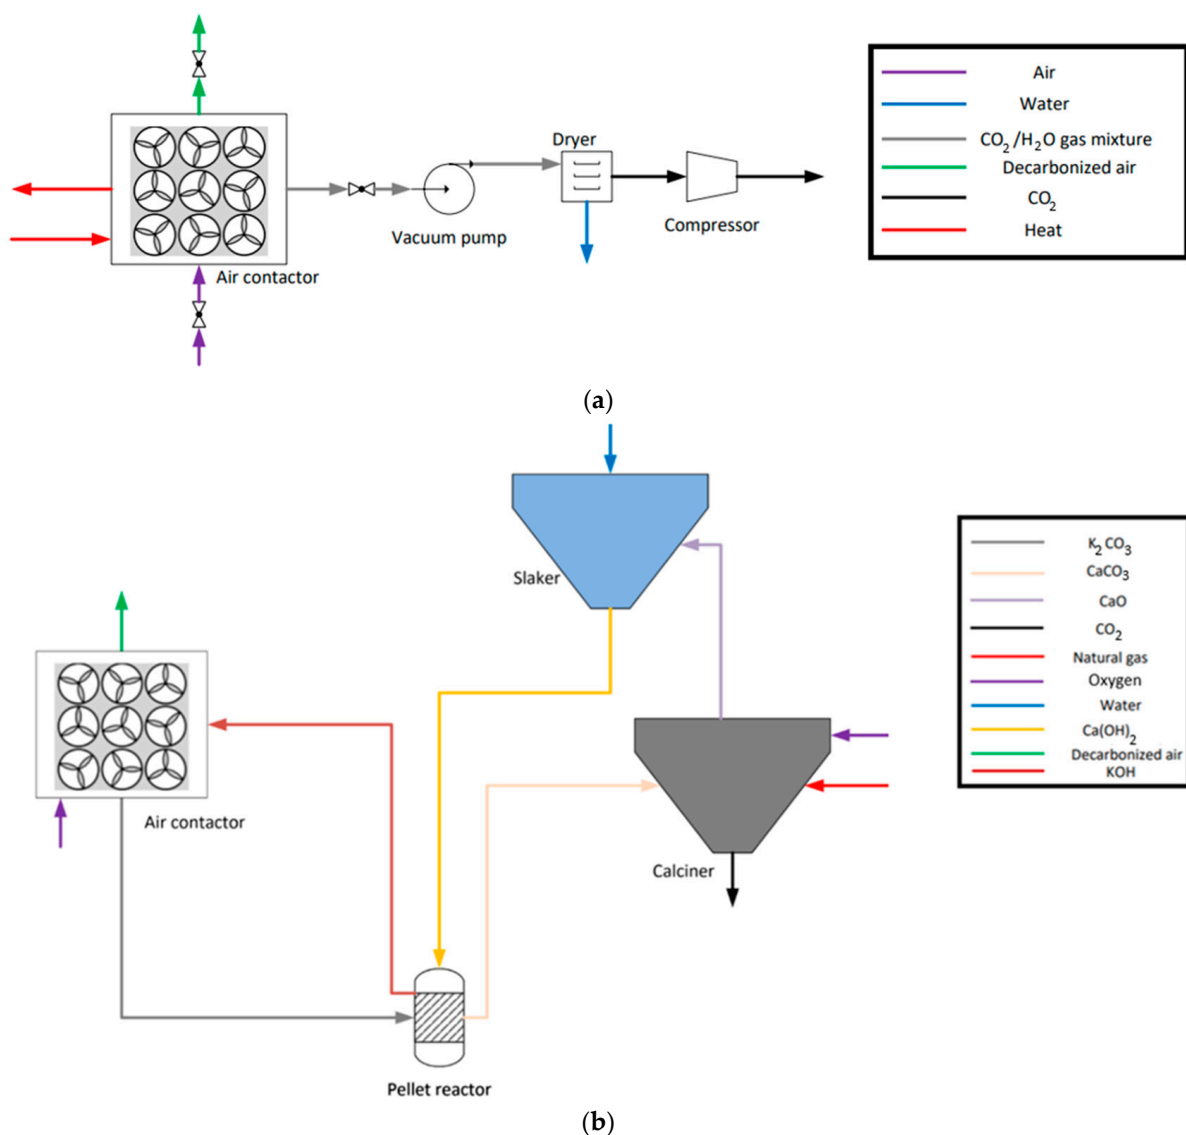 Air
Water
CO2/H2O gas mixture
Decarbonized air
CO2
Heat
Dryer
Vacuum pump
Compressor
Air contactor
(a)
Slaker
K2CO3
CaCO3
CaO
CO2
Natural gas
Oxygen
Water
Ca(OH)2
Decarbonized air
KOH
Air contactor
Calciner
Pellet reactor
(b)